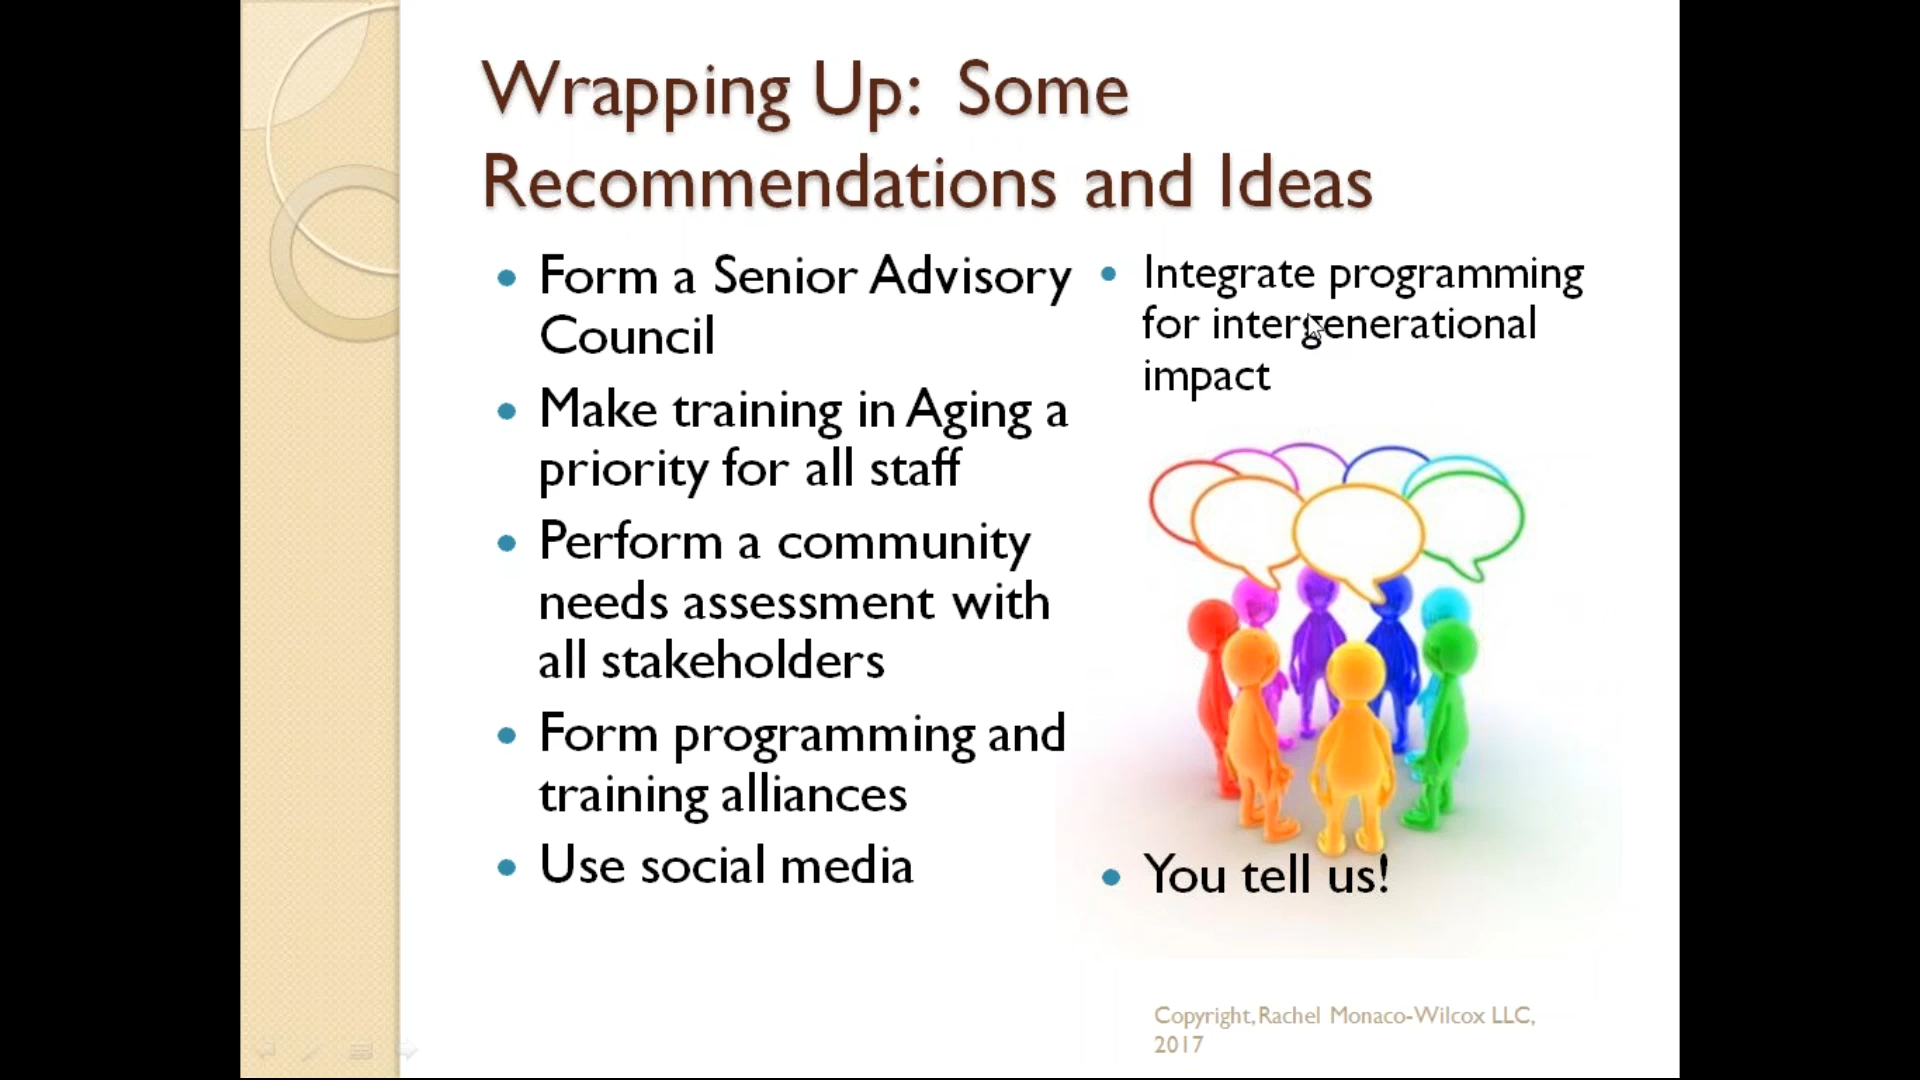 Wrapping Up: Some
Recommendations and Ideas
Form a Senior Advisory
Council
Make training in Aging a
priority for all staff
Perform a community
needs assessment with
all stakeholders
Form programming and
training alliances
Use social media
Integrate programming
for intergenerational
impact
You tell us!
Copyright, Rachel Monaco-Wilcox LLC,
2017